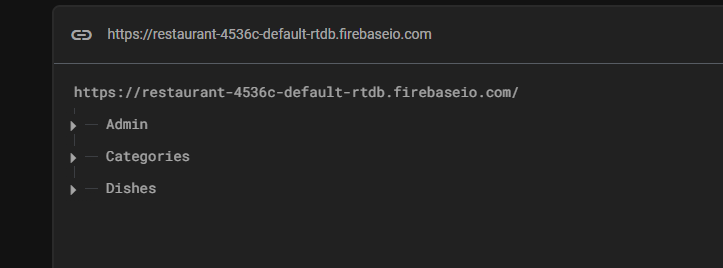 https://restaurant-4536c-default-rtdb.firebaseio.com
https://restaurant-4536c-default-rtdb.firebaseio.com/
Admin
Categories
Dishes